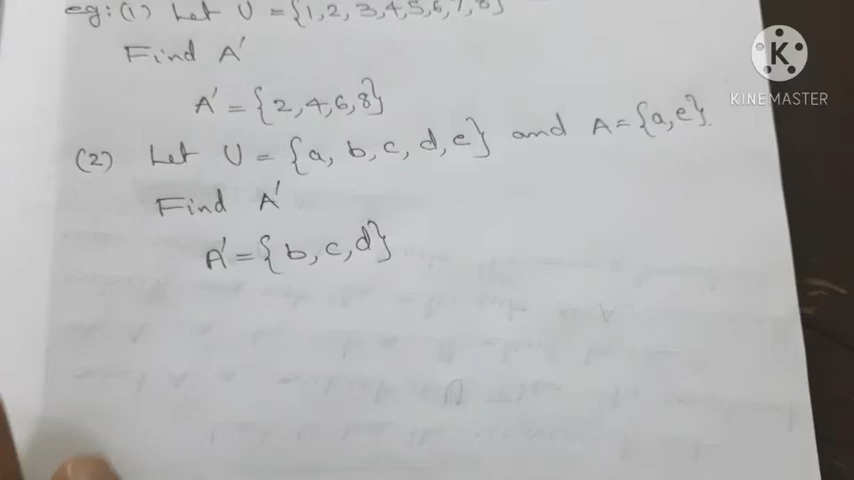 eg: (1) Let U = {1,2,3,4,5,6,7,8}
Find A'
A' = {2,4,6,8}
(2) Let U = {a, b, c, d, e} and A = {a, e}.
Find A'
A' = {b, c, d}
KINEMASTER